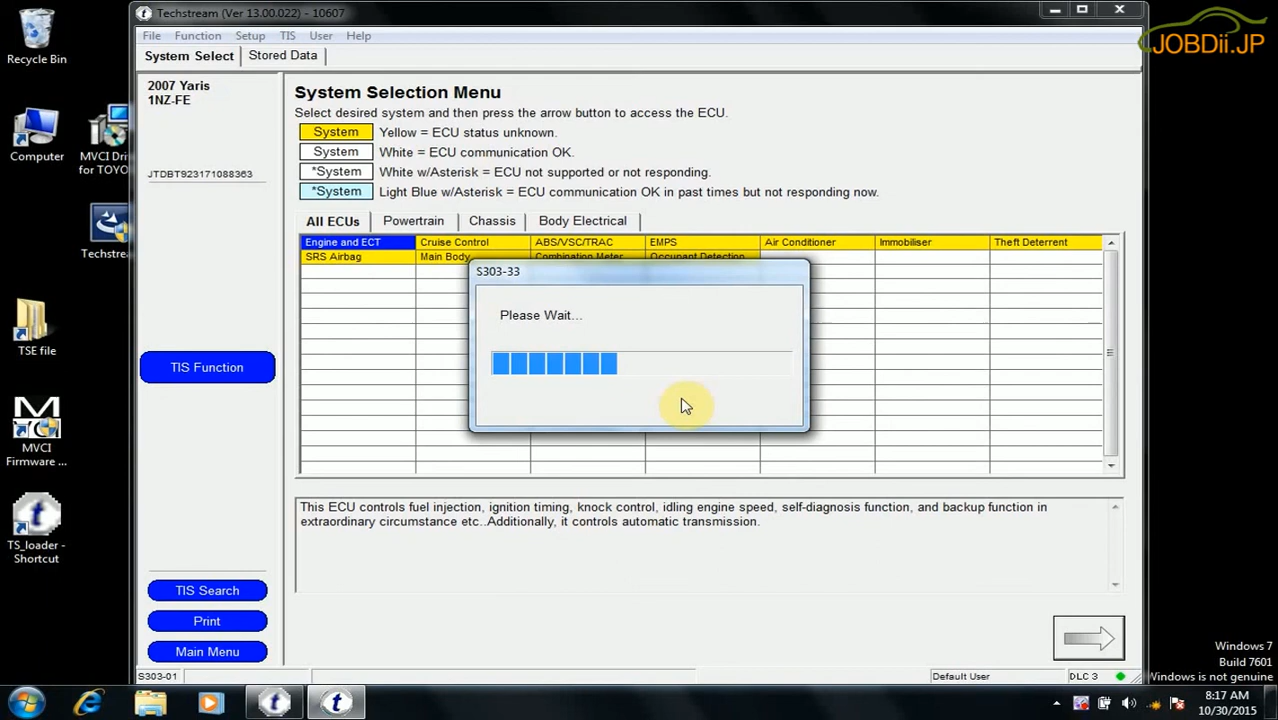 Techstream (Ver 13.00.022) - 10607
JOBDii.JP
File Function Setup TIS User Help
System Select Stored Data
2007 Yaris
1NZ-FE
JTDBT923171088363
TIS Function
TIS Search
Print
Main Menu
System Selection Menu
Select desired system and then press the arrow button to access the ECU.
System Yellow = ECU status unknown.
System White = ECU communication OK.
*System White w/Asterisk = ECU not supported or not responding.
*System Light Blue w/Asterisk = ECU communication OK in past times but not responding now.
All ECUs Powertrain Chassis Body Electrical
Engine and ECT Cruise Control ABS/VSC/TRAC EMPS Air Conditioner Immobiliser Theft Deterrent
SRS Airbag Main Body Combination Meter Occupant Detection
S303-33
Please Wait...
This ECU controls fuel injection, ignition timing, knock control, idling engine speed, self-diagnosis function, and backup function in
extraordinary circumstance etc..Additionally, it controls automatic transmission.
S303-01 Default User DLC 3
Recycle Bin
Computer
MVCI Dri
for TOYO
Techstre
TSE file
MVCI
Firmware ...
TS_loader -
Shortcut
Windows 7
Build 7601
Windows is not genuine
8:17 AM
10/30/2015